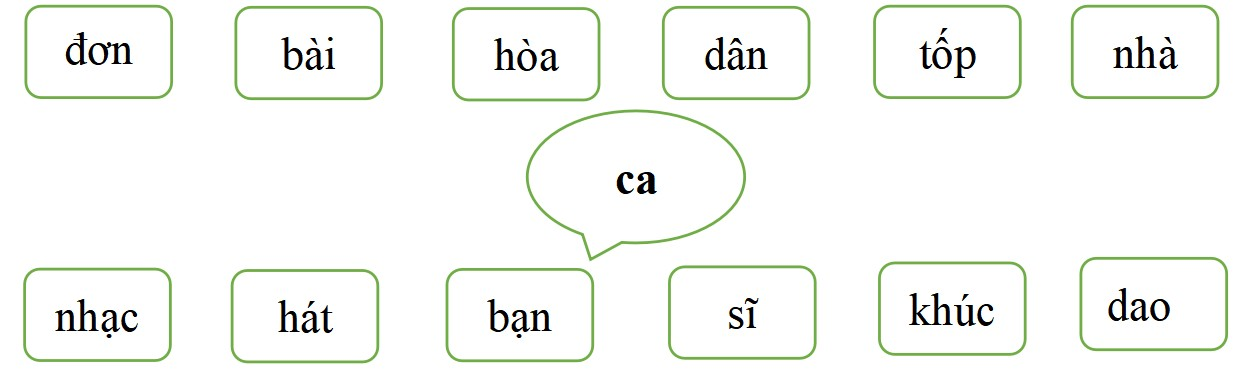 đơn bài hòa dân tốp nhà
ca
nhạc hát bạn sĩ khúc dao